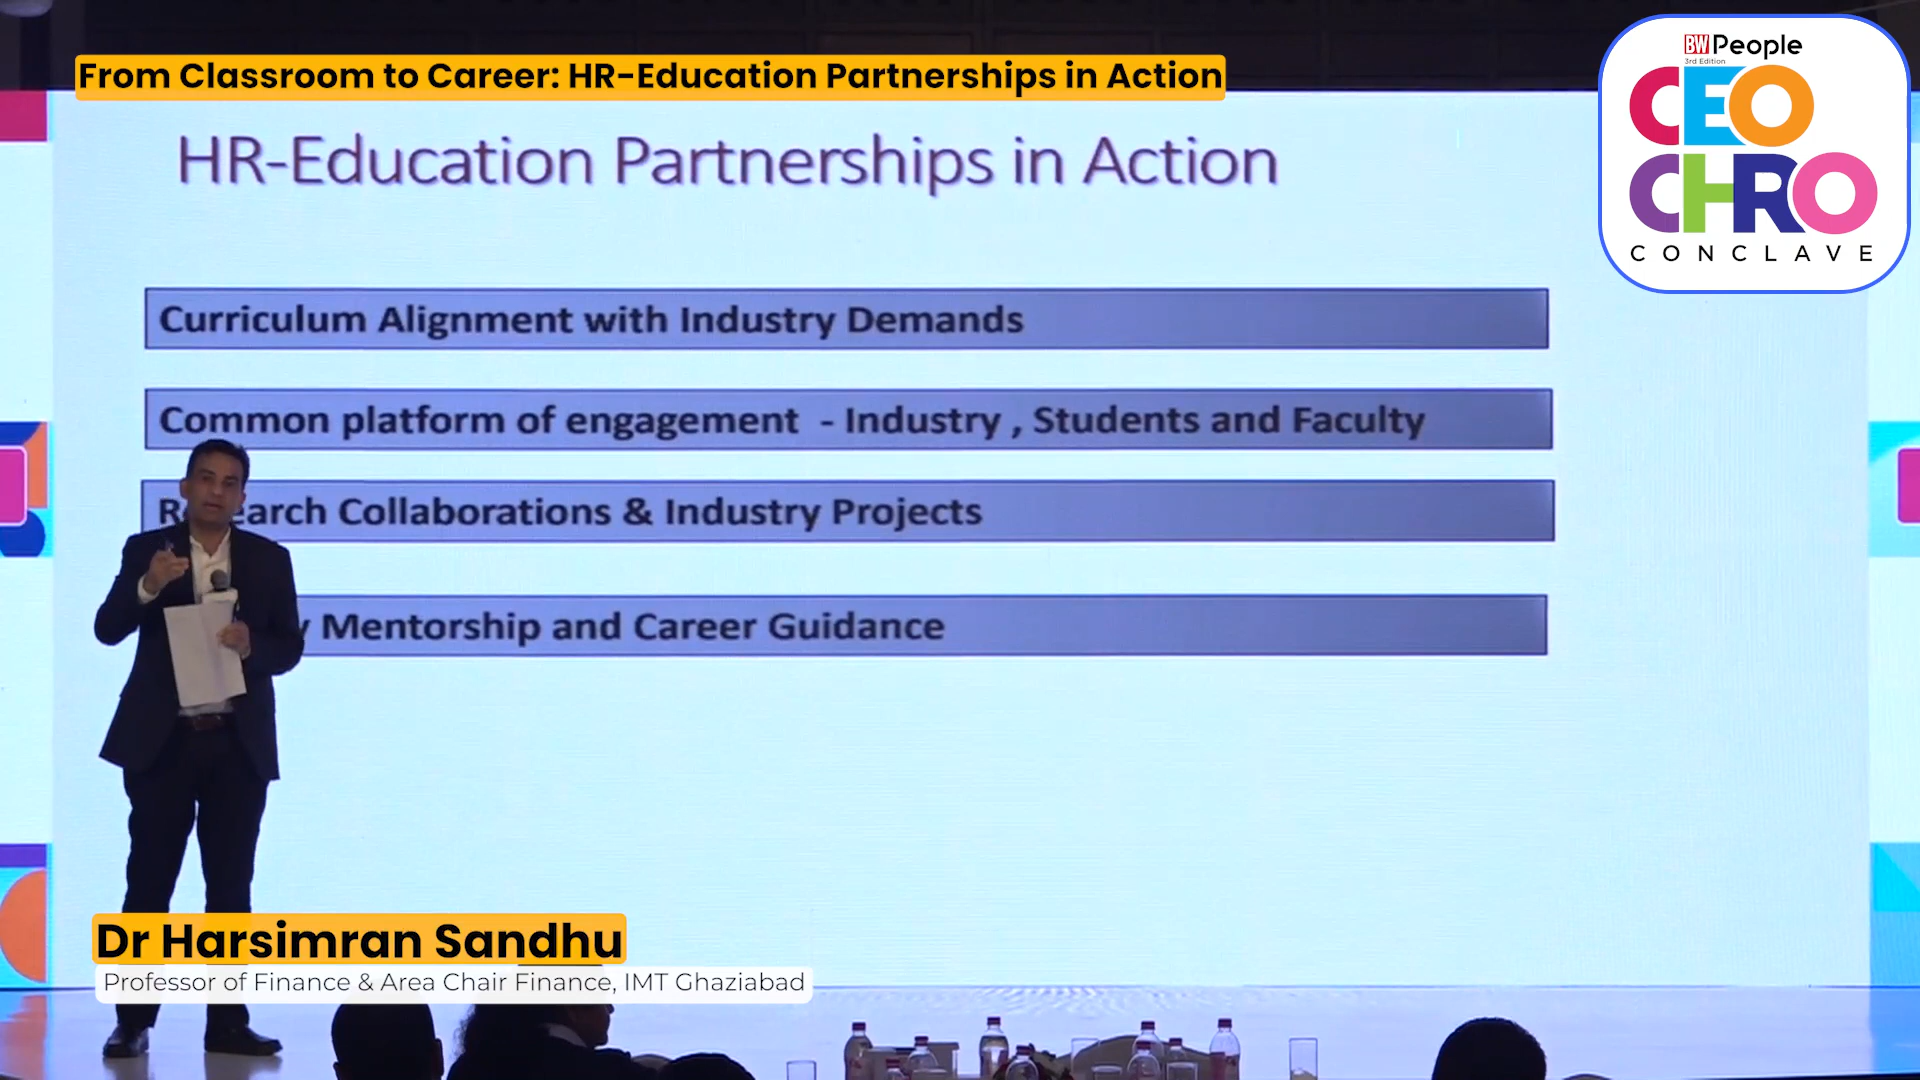 From Classroom to Career: HR-Education Partnerships in Action
BW People
3rd Edition
CEO
CHRO
CONCLAVE
HR-Education Partnerships in Action
Curriculum Alignment with Industry Demands
Common platform of engagement - Industry , Students and Faculty
Collaborations & Industry Projects
Mentorship and Career Guidance
Dr Harsimran Sandhu
Professor of Finance & Area Chair Finance, IMT Ghaziabad